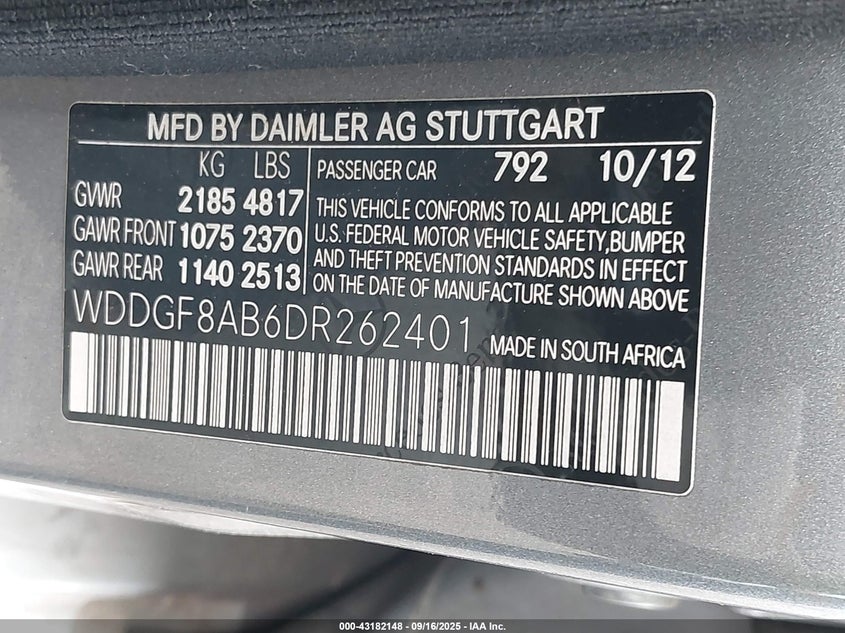 MFD BY DAIMLER AG STUTTGART
KG LBS
GVWR 2185 4817
GAWR FRONT 1075 2370
GAWR REAR 1140 2513
PASSENGER CAR 792 10/12
THIS VEHICLE CONFORMS TO ALL APPLICABLE
U.S. FEDERAL MOTOR VEHICLE SAFETY,BUMPER
AND THEFT PREVENTION STANDARDS IN EFFECT
ON THE DATE OF MANUFACTURE SHOWN ABOVE
WDDGF8AB6DR262401 MADE IN SOUTH AFRICA
000-43182148 - 09/16/2025 - IAA Inc.